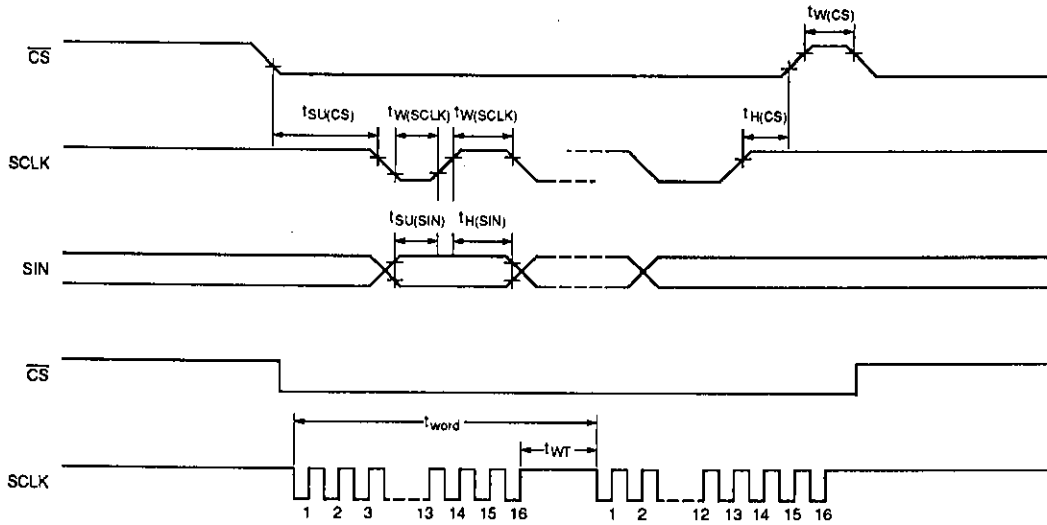 tW(CS)
CS
tSU(CS) tW(SCLK) tW(SCLK) tH(CS)
SCLK
tSU(SIN) tH(SIN)
SIN
CS
tword
tWT
SCLK
1 2 3 13 14 15 16 1 2 12 13 14 15 16